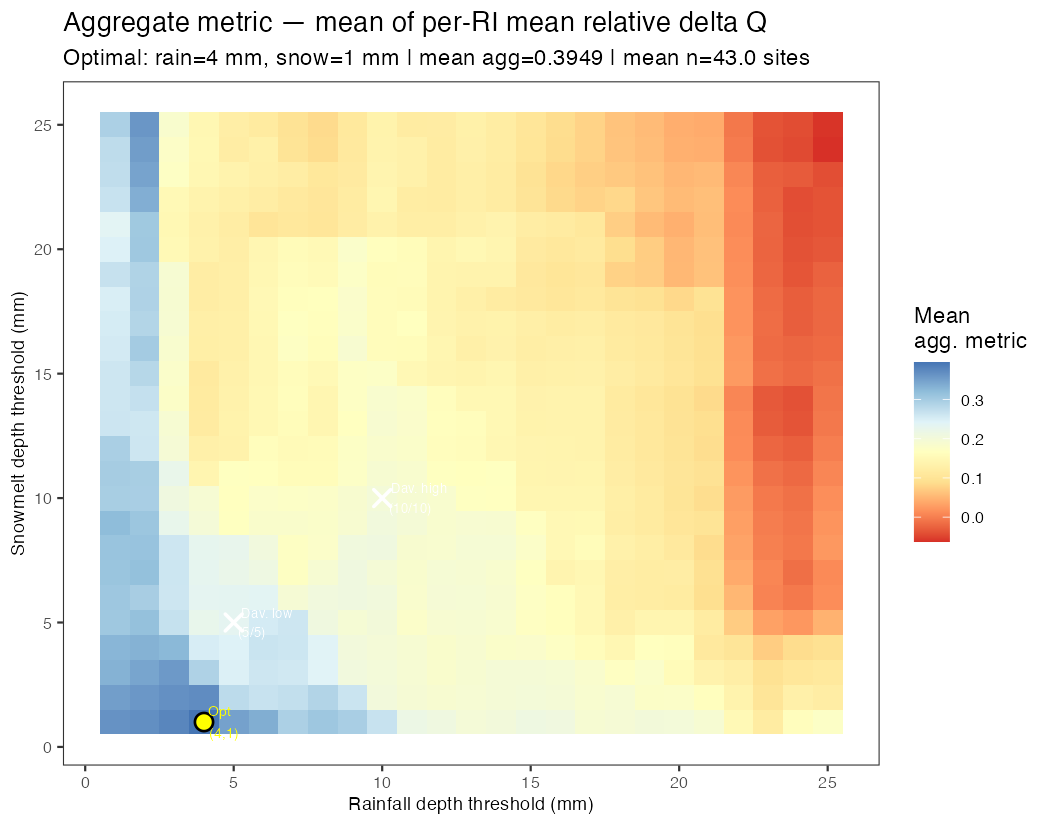 Aggregate metric — mean of per-RI mean relative delta Q
Optimal: rain=4 mm, snow=1 mm | mean agg=0.3949 | mean n=43.0 sites
25
20
15
10
5
0
Snowmelt depth threshold (mm)
Dav. high
(10/10)
Dav. low
(5/5)
Opt
(4,1)
0
5
10
15
20
25
Rainfall depth threshold (mm)
Mean
agg. metric
0.3
0.2
0.1
0.0